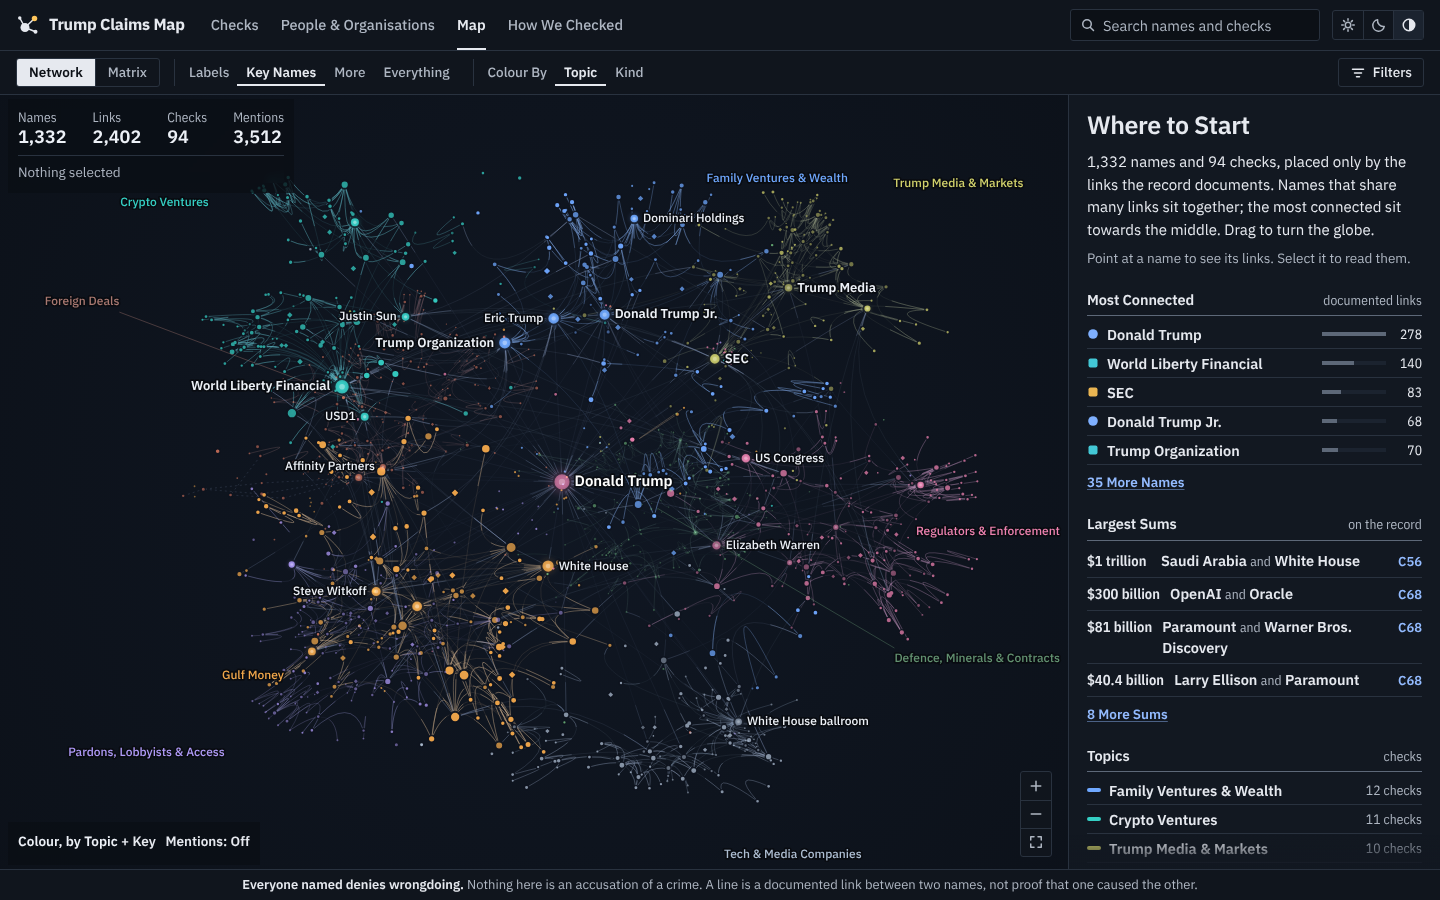 Trump Claims Map
Checks
People & Organisations
Map
How We Checked
Search names and checks
Network
Matrix
Labels
Key Names
More
Everything
Colour By
Topic
Kind
Filters
Names
Links
Checks
Mentions
1,332
2,402
94
3,512
Nothing selected
Crypto Ventures
Family Ventures & Wealth
Trump Media & Markets
Dominari Holdings
Foreign Deals
Justin Sun
Eric Trump
Donald Trump Jr.
Trump Media
Trump Organization
SEC
World Liberty Financial
USD1
Affinity Partners
US Congress
Donald Trump
Regulators & Enforcement
Elizabeth Warren
White House
Steve Witkoff
Defence, Minerals & Contracts
Gulf Money
White House ballroom
Pardons, Lobbyists & Access
Tech & Media Companies
Colour, by Topic + Key
Mentions: Off
Where to Start
1,332 names and 94 checks, placed only by the
links the record documents. Names that share
many links sit together; the most connected sit
towards the middle. Drag to turn the globe.
Point at a name to see its links. Select it to read them.
Most Connected
documented links
Donald Trump 278
World Liberty Financial 140
SEC 83
Donald Trump Jr. 68
Trump Organization 70
35 More Names
Largest Sums
on the record
$1 trillion Saudi Arabia and White House C56
$300 billion OpenAI and Oracle C68
$81 billion Paramount and Warner Bros. C68
Discovery
$40.4 billion Larry Ellison and Paramount C68
8 More Sums
Topics
checks
Family Ventures & Wealth 12 checks
Crypto Ventures 11 checks
Trump Media & Markets 10 checks
Everyone named denies wrongdoing. Nothing here is an accusation of a crime. A line is a documented link between two names, not proof that one caused the other.